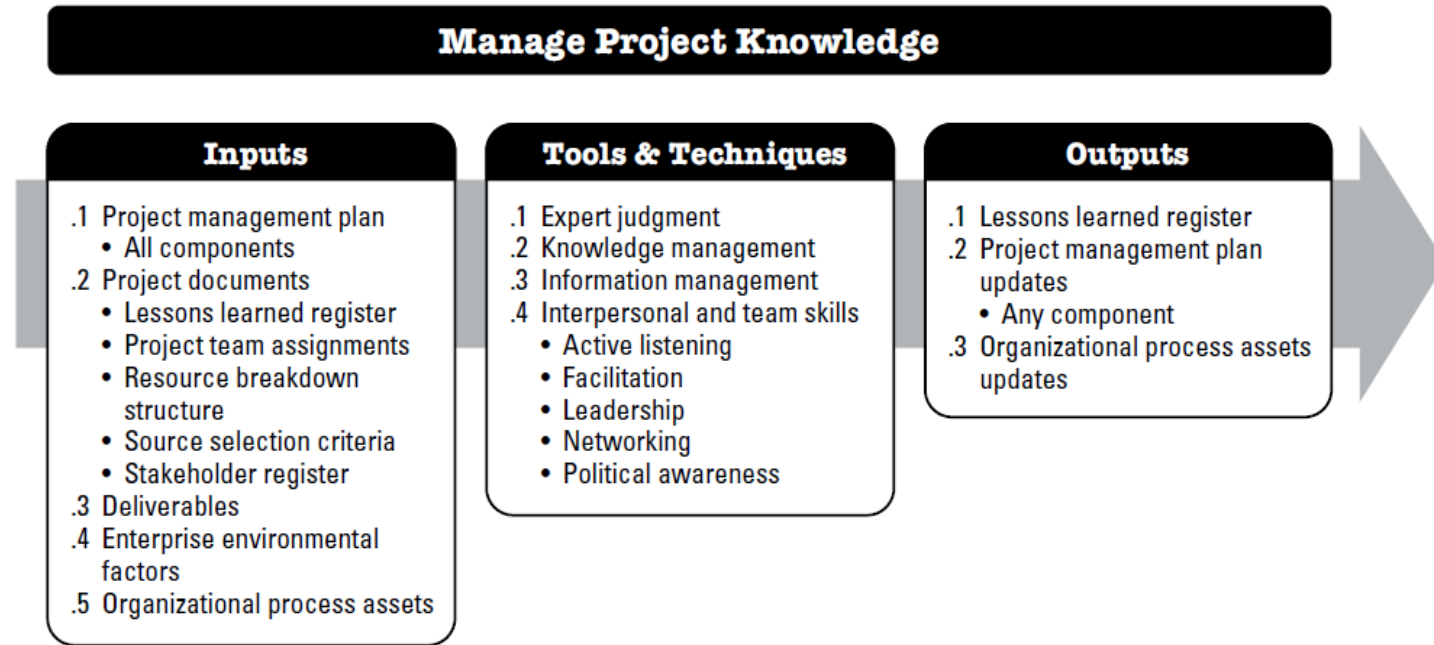 Manage Project Knowledge
Inputs
.1 Project management plan
• All components
.2 Project documents
• Lessons learned register
• Project team assignments
• Resource breakdown
structure
• Source selection criteria
• Stakeholder register
.3 Deliverables
.4 Enterprise environmental
factors
.5 Organizational process assets
Tools & Techniques
.1 Expert judgment
.2 Knowledge management
.3 Information management
.4 Interpersonal and team skills
• Active listening
• Facilitation
• Leadership
• Networking
• Political awareness
Outputs
.1 Lessons learned register
.2 Project management plan
updates
• Any component
.3 Organizational process assets
updates